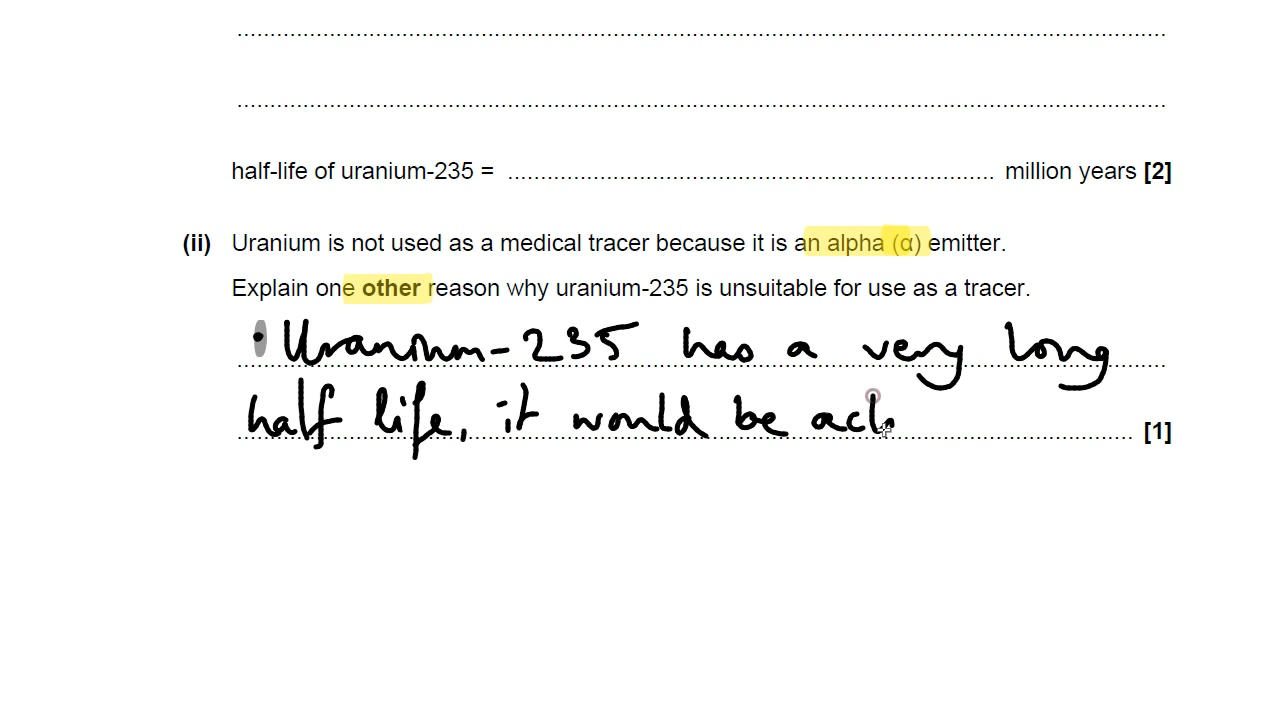 ........................................................................
........................................................................
half-life of uranium-235 = ........................................ million years [2]
(ii) Uranium is not used as a medical tracer because it is an alpha (α) emitter.
Explain one other reason why uranium-235 is unsuitable for use as a tracer.
• Uranium-235 has a very long
half life, it would be act [1]